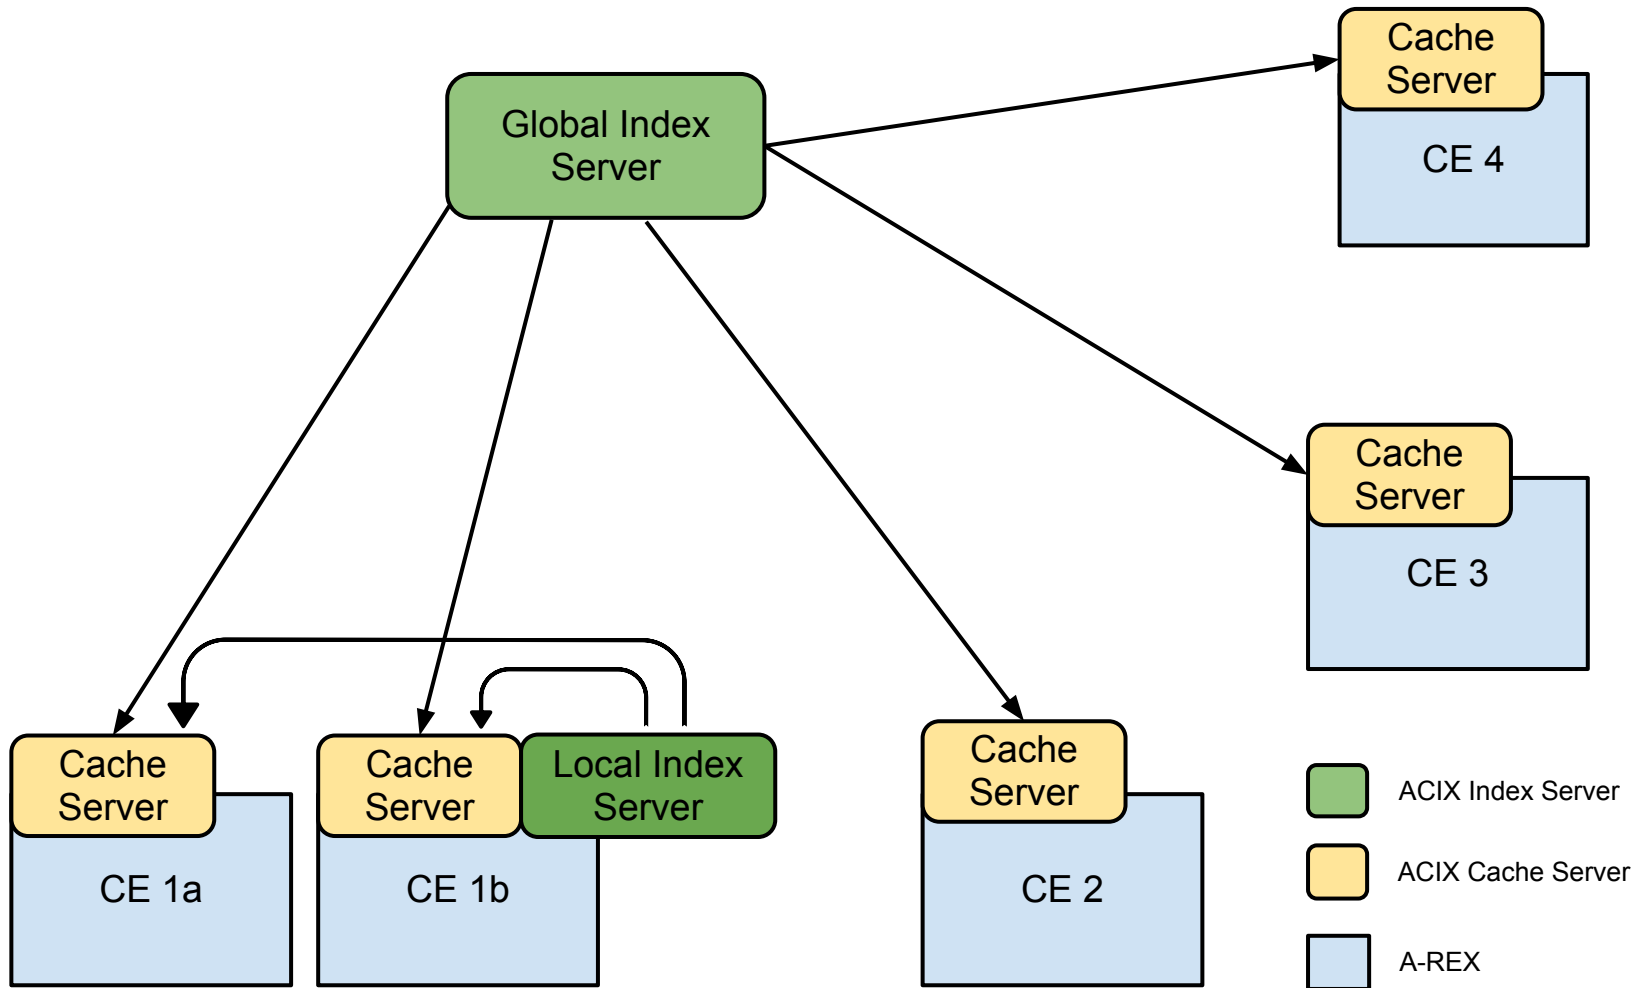 Cache
Server
CE 4
Global Index
Server
Cache
Server
CE 3
Cache
Server
CE 1a
Cache
Server
CE 1b
Local Index
Server
Cache
Server
CE 2
ACIX Index Server
ACIX Cache Server
A-REX